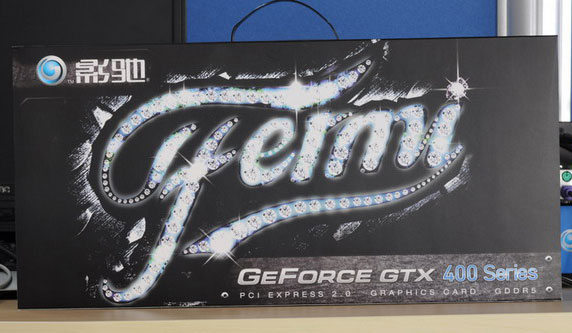 影驰
Fermi
GEFORCE GTX 400 Series
PCI EXPRESS 2.0 GRAPHICS CARD GDDR5